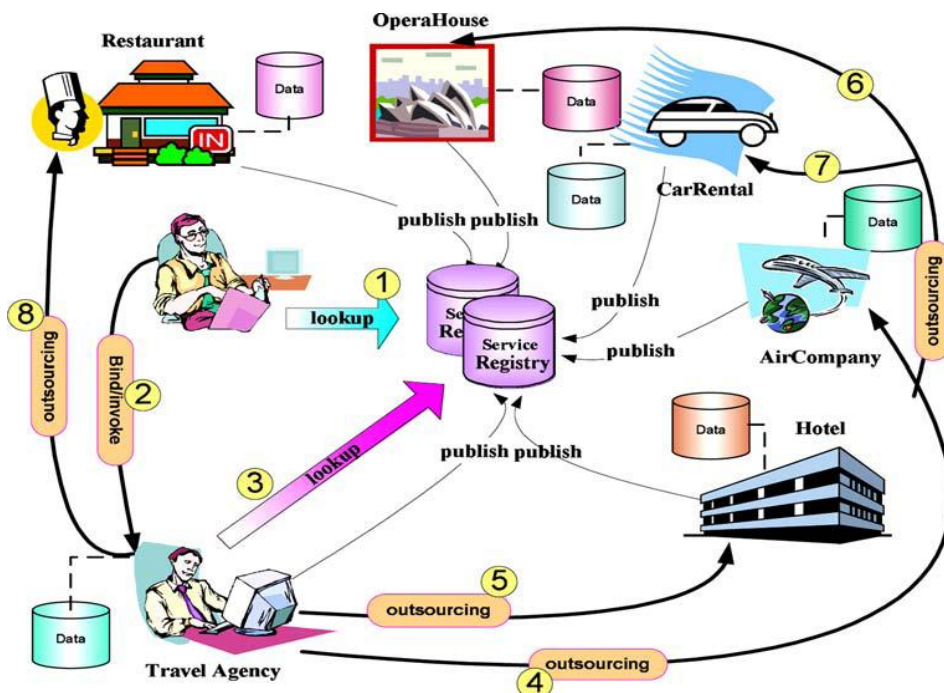 OperaHouse
Restaurant
6
Data
Data
IN
7
CarRental
Data
publish publish
Data
1
8
lookup
Se
Re
Service
Registry
publish
publish
AirCompany
outsourcing
outsourcing
Bind/invoke
2
Hotel
Data
publish publish
3
lookup
5
outsourcing
Data
Travel Agency
outsourcing
4